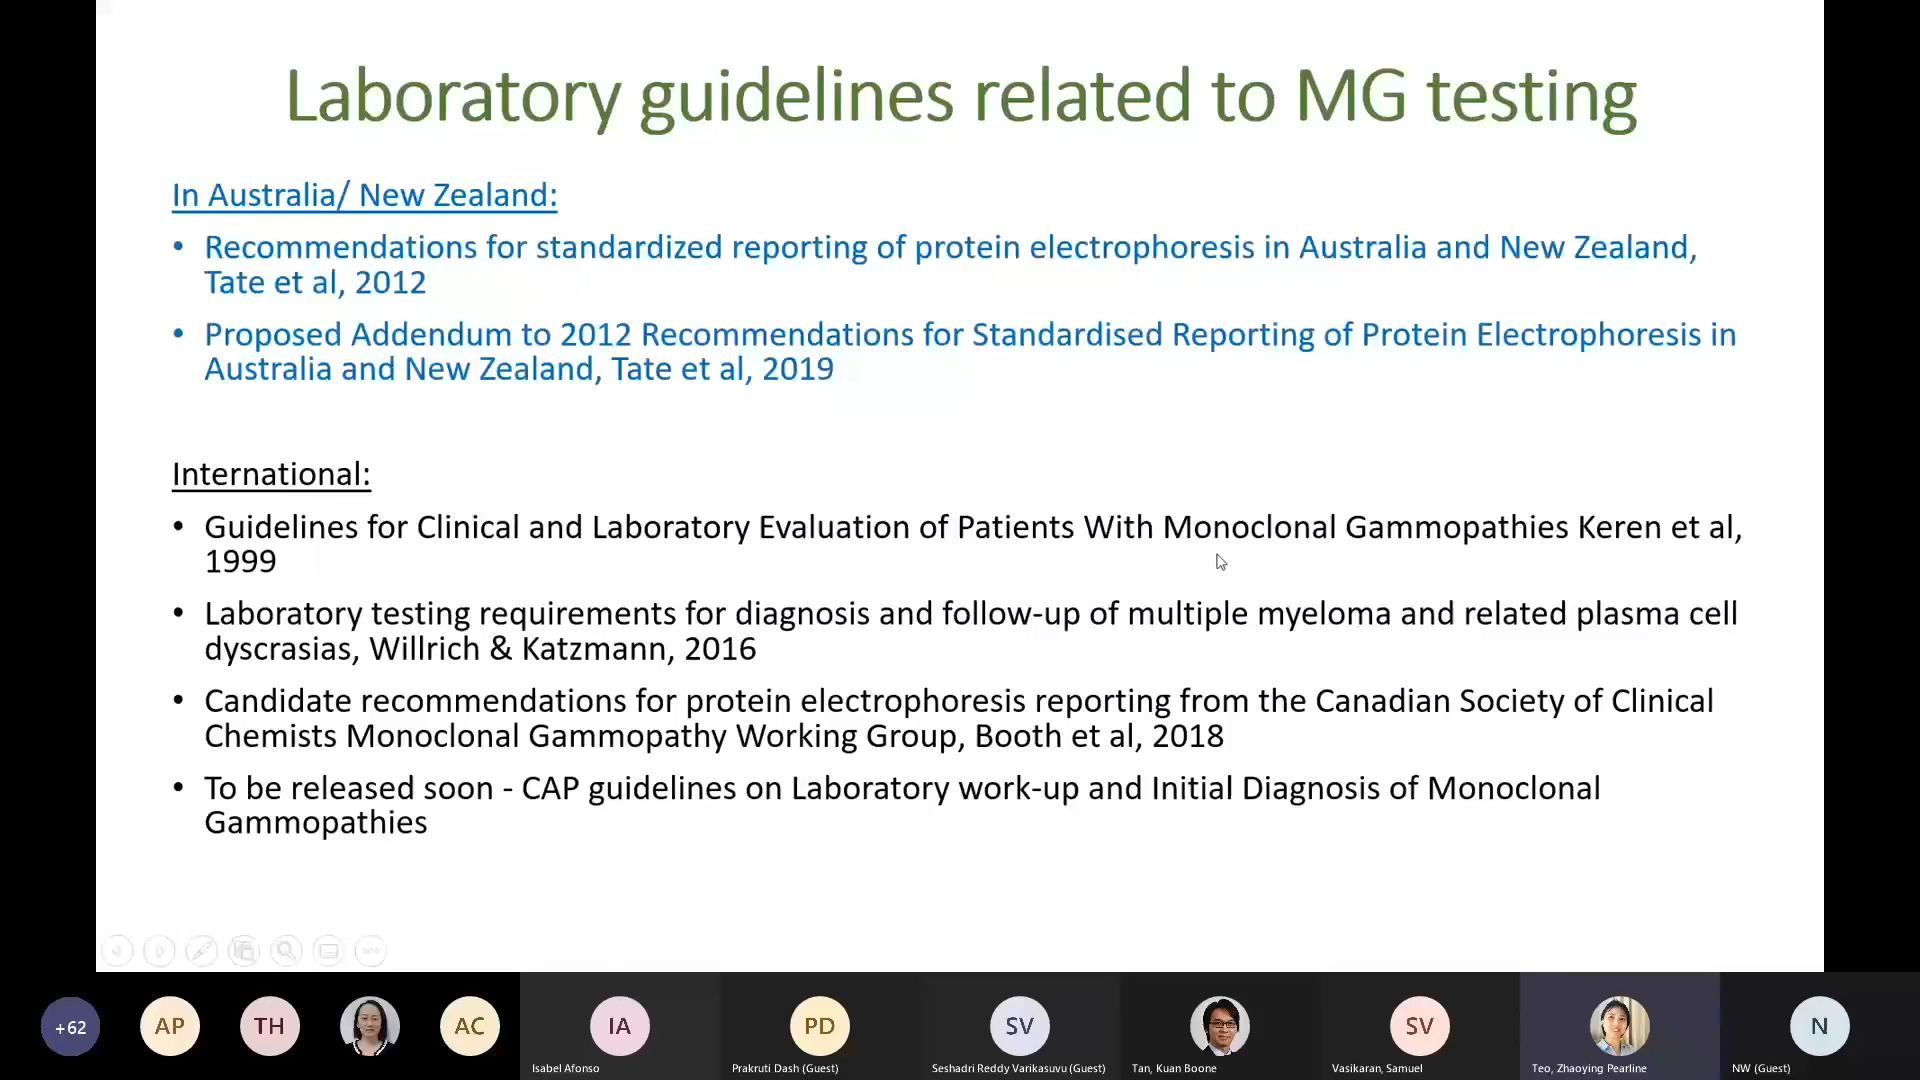 Laboratory guidelines related to MG testing
In Australia/ New Zealand:
• Recommendations for standardized reporting of protein electrophoresis in Australia and New Zealand,
Tate et al, 2012
• Proposed Addendum to 2012 Recommendations for Standardised Reporting of Protein Electrophoresis in
Australia and New Zealand, Tate et al, 2019
International:
• Guidelines for Clinical and Laboratory Evaluation of Patients With Monoclonal Gammopathies Keren et al,
1999
• Laboratory testing requirements for diagnosis and follow-up of multiple myeloma and related plasma cell
dyscrasias, Willrich & Katzmann, 2016
• Candidate recommendations for protein electrophoresis reporting from the Canadian Society of Clinical
Chemists Monoclonal Gammopathy Working Group, Booth et al, 2018
• To be released soon - CAP guidelines on Laboratory work-up and Initial Diagnosis of Monoclonal
Gammopathies
+62 AP TH AC IA PD SV SV N
Isabel Afonso Prakruti Dash (Guest) Seshadri Reddy Varikasuvu (Guest) Tan, Kuan Boone Vasikaran, Samuel Teo, Zhaoying Pearline NW (Guest)